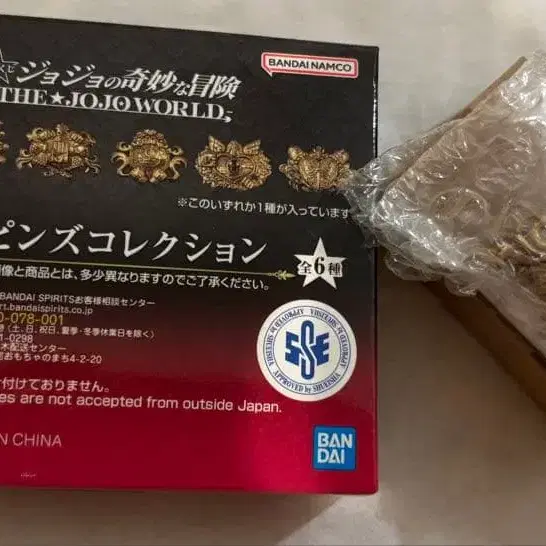 ジョジョの奇妙な冒険
THE★JOJO WORLD
BANDAI NAMCO
※このいずれか1種が入っています
ピンズコレクション
全6種
像と商品とは、多少異なりますのでご了承ください。
BANDAI SPIRITSお客様相談センター
rt.bandaispirits.co.jp
0-078-001
(土、日、祝日、夏季・冬季休業日を除く)
1-0298
木配送センター
おもちゃのまち4-2-20
付けておりません。
es are not accepted from outside Japan.
N CHINA
APPROVED by SHUEISHA
BAN
DAI